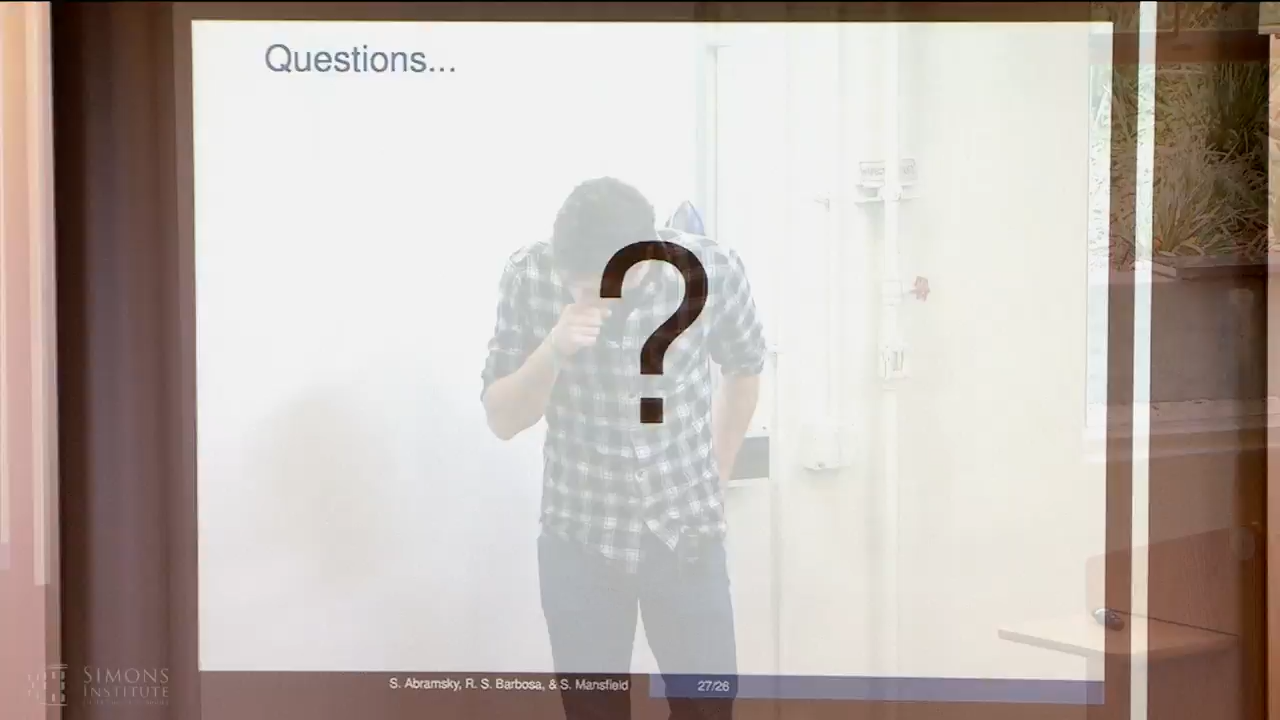 Questions...
?
S. Abramsky, R. S. Barbosa, & S. Mansfield
27/26
SIMONS
INSTITUTE